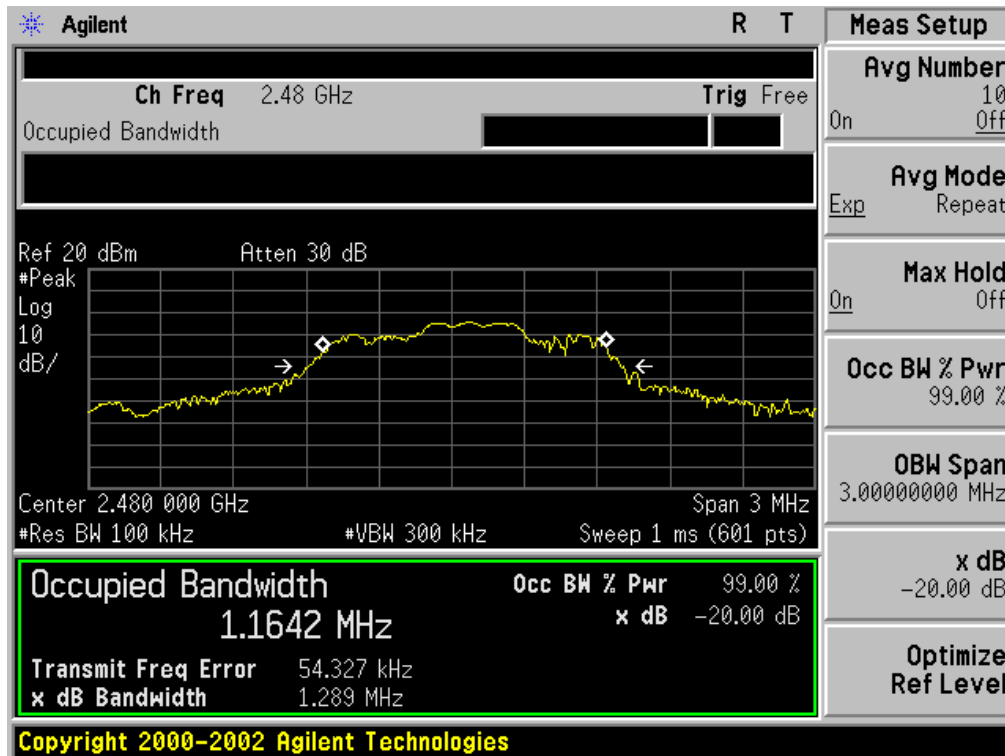 Agilent R T
Ch Freq 2.48 GHz Trig Free
Occupied Bandwidth
Ref 20 dBm Atten 30 dB
#Peak
Log
10
dB/
Center 2.480 000 GHz Span 3 MHz
#Res BW 100 kHz #VBW 300 kHz Sweep 1 ms (601 pts)
Occupied Bandwidth Occ BW % Pwr 99.00 %
1.1642 MHz x dB -20.00 dB
Transmit Freq Error 54.327 kHz
x dB Bandwidth 1.289 MHz
Copyright 2000-2002 Agilent Technologies
Meas Setup
Avg Number
10
On Off
Avg Mode
Exp Repeat
Max Hold
On Off
Occ BW % Pwr
99.00 %
OBW Span
3.00000000 MHz
x dB
-20.00 dB
Optimize
Ref Level